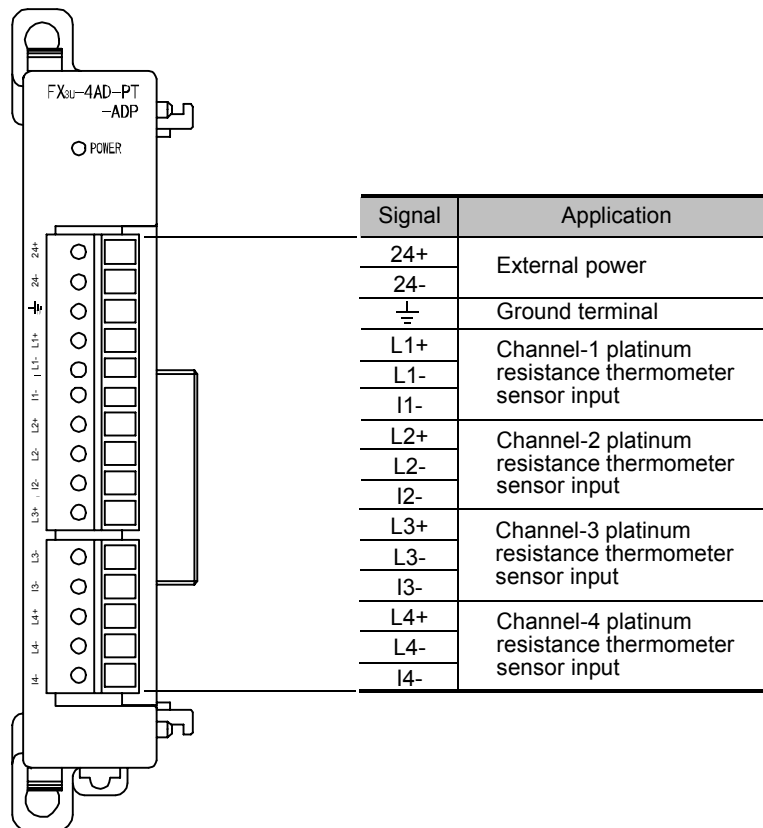 FX3U-4AD-PT
-ADP
POWER
24+
24-
L1+
L1-
I1-
L2+
L2-
I2-
L3+
L3-
I3-
L4+
L4-
I4-
Signal Application
24+
24-
External power
Ground terminal
L1+
L1-
I1-
Channel-1 platinum
resistance thermometer
sensor input
L2+
L2-
I2-
Channel-2 platinum
resistance thermometer
sensor input
L3+
L3-
I3-
Channel-3 platinum
resistance thermometer
sensor input
L4+
L4-
I4-
Channel-4 platinum
resistance thermometer
sensor input